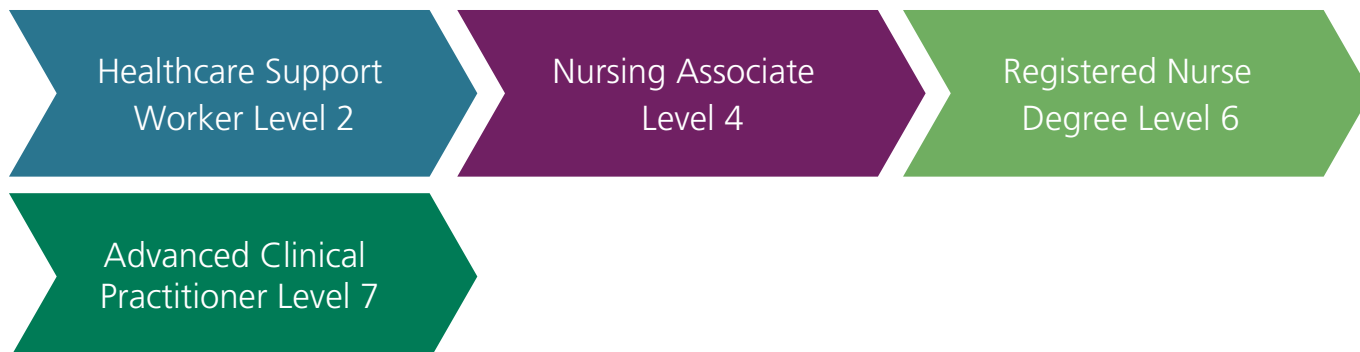 Healthcare Support
Worker Level 2
Nursing Associate
Level 4
Registered Nurse
Degree Level 6
Advanced Clinical
Practitioner Level 7